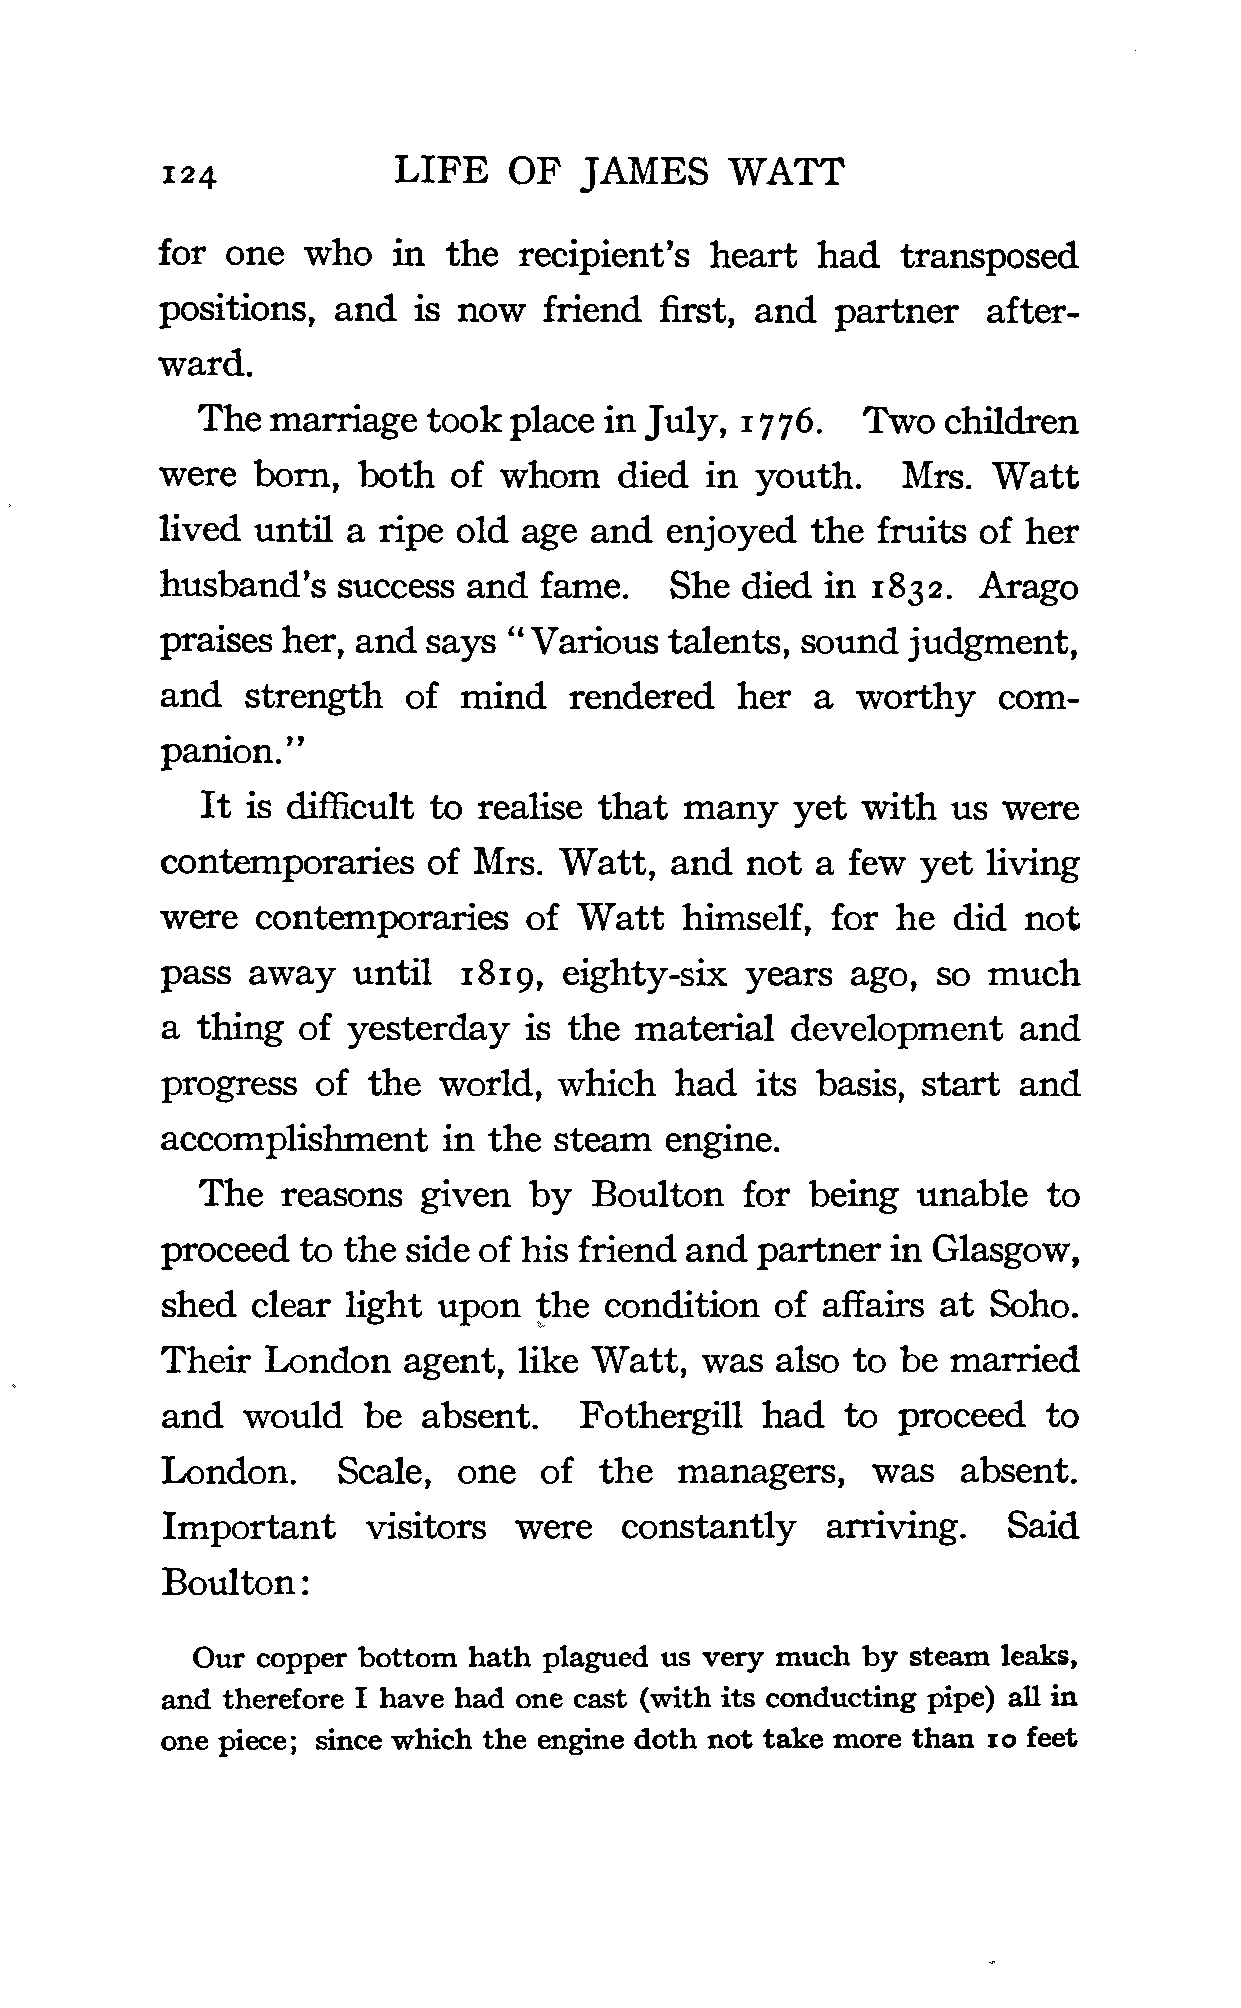 124 LIFE OF JAMES WATT
for one who in the recipient's heart had transposed
positions, and is now friend first, and partner after-
ward.
The marriage took place in July, 1776. Two children
were born, both of whom died in youth. Mrs. Watt
lived until a ripe old age and enjoyed the fruits of her
husband's success and fame. She died in 1832. Arago
praises her, and says "Various talents, sound judgment,
and strength of mind rendered her a worthy com-
panion."
It is difficult to realise that many yet with us were
contemporaries of Mrs. Watt, and not a few yet living
were contemporaries of Watt himself, for he did not
pass away until 1819, eighty-six years ago, so much
a thing of yesterday is the material development and
progress of the world, which had its basis, start and
accomplishment in the steam engine.
The reasons given by Boulton for being unable to
proceed to the side of his friend and partner in Glasgow,
shed clear light upon the condition of affairs at Soho.
Their London agent, like Watt, was also to be married
and would be absent. Fothergill had to proceed to
London. Scale, one of the managers, was absent.
Important visitors were constantly arriving. Said
Boulton:
Our copper bottom hath plagued us very much by steam leaks,
and therefore I have had one cast (with its conducting pipe) all in
one piece; since which the engine doth not take more than 10 feet